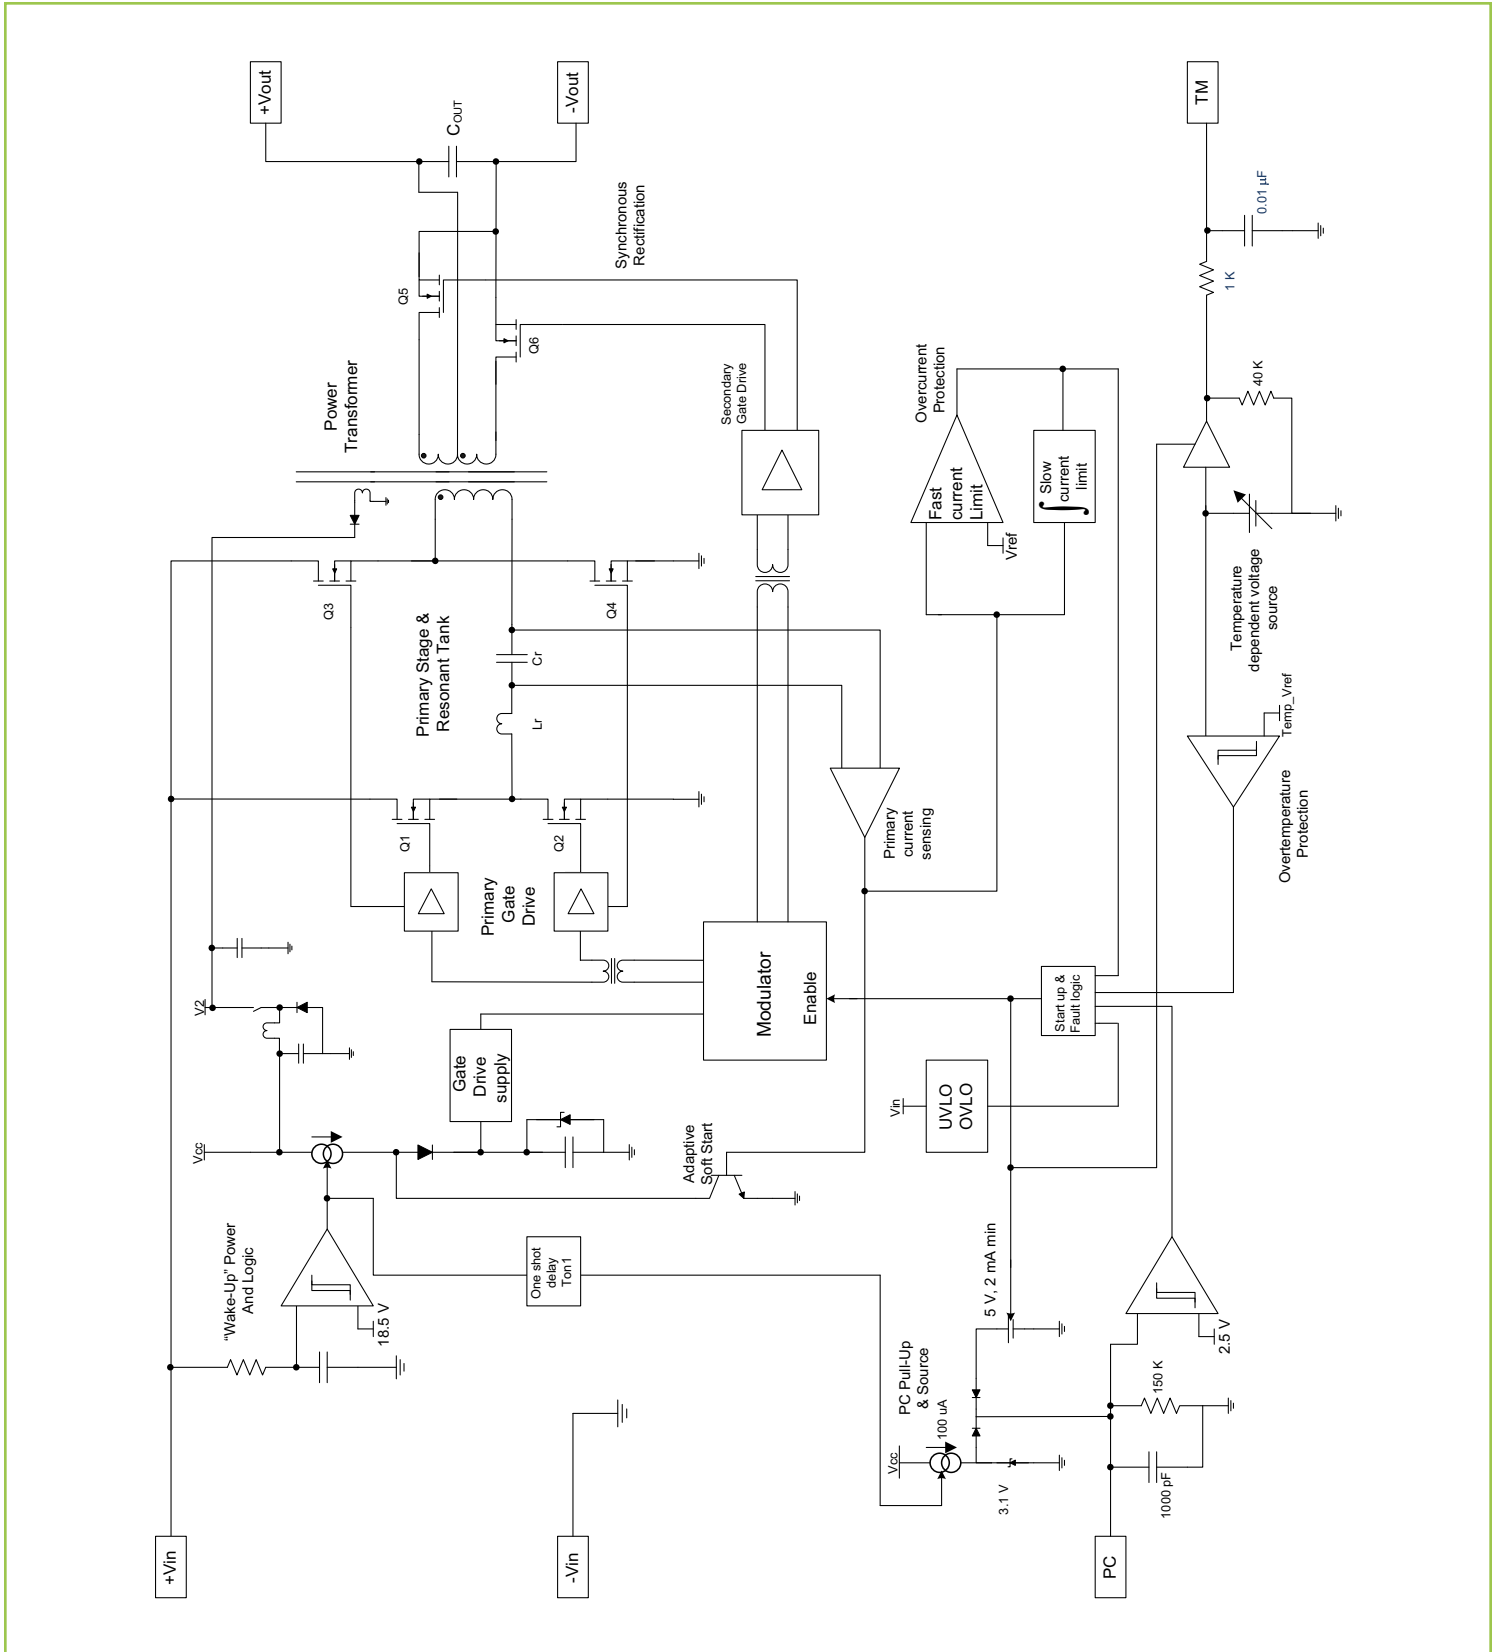 +Vout
COUT
-Vout
TM
0.01 µF
1 K
40 K
Synchronous
Rectification
Q5
Q6
Power
Transformer
Secondary
Gate Drive
Overcurrent
Protection
Fast
current
Limit
Vref
Slow
current
limit
Temperature
dependent voltage
source
Q3
Q4
Primary Stage &
Resonant Tank
Cr
Lr
Q1
Q2
Primary
Gate
Drive
Primary
current
sensing
Temp_Vref
Overtemperature
Protection
Modulator
Enable
Start up &
Fault logic
V2
Gate
Drive
supply
Vin
UVLO
OVLO
Vcc
Adaptive
Soft Start
"Wake-Up" Power
And Logic
18.5 V
One shot
delay
Ton1
5 V, 2 mA min
PC Pull-Up
& Source
100 uA
Vcc
3.1 V
2.5 V
150 K
1000 pF
+Vin
-Vin
PC